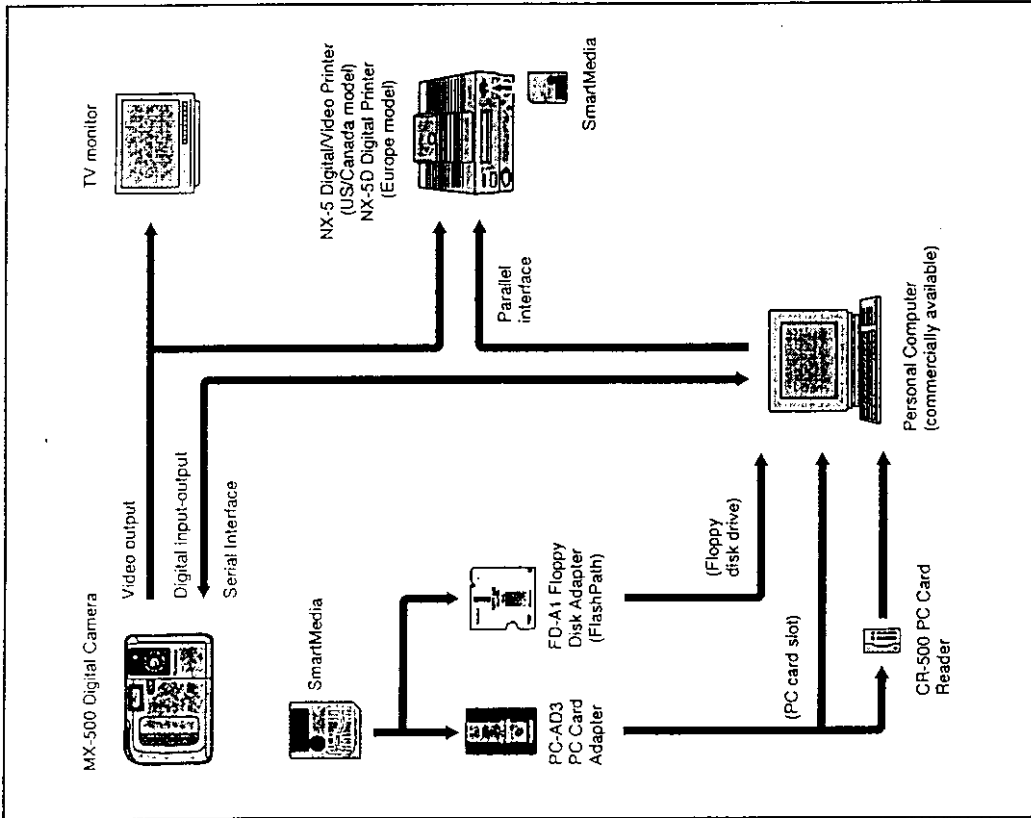 MX-500 Digital Camera
Video output
Digital input-output
Serial Interface
TV monitor
SmartMedia
NX-5 Digital/Video Printer
(US/Canada model)
NX-5D Digital Printer
(Europe model)
SmartMedia
Parallel
interface
PC-AD3
PC Card
Adapter
FD-A1 Floppy
Disk Adapter
(FlashPath)
(Floppy
disk drive)
(PC card slot)
CR-500 PC Card
Reader
Personal Computer
(commercially available)